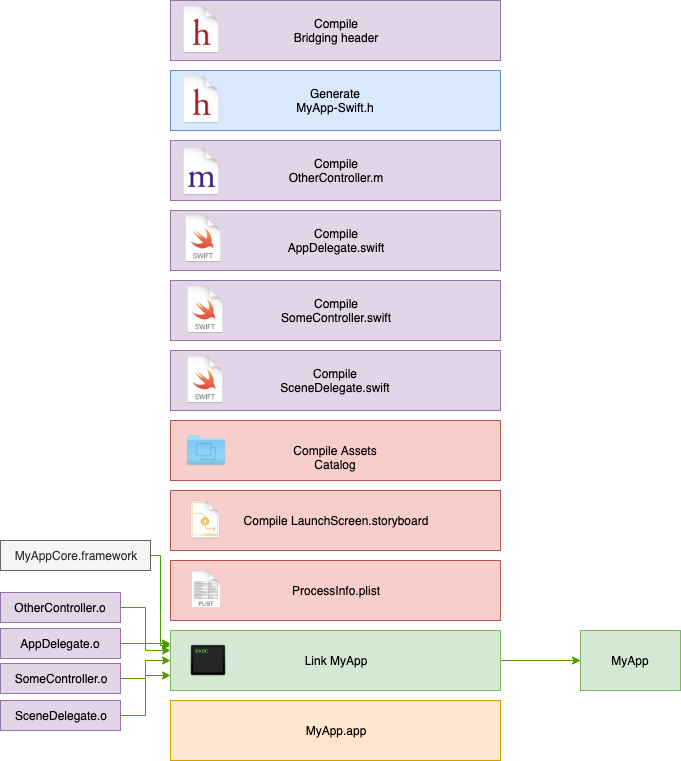 h
Compile
Bridging header
h
Generate
MyApp-Swift.h
m
Compile
OtherController.m
SWIFT
Compile
AppDelegate.swift
SWIFT
Compile
SomeController.swift
SWIFT
Compile
SceneDelegate.swift
Compile Assets
Catalog
Compile LaunchScreen.storyboard
MyAppCore.framework
PLIST
ProcessInfo.plist
OtherController.o
AppDelegate.o
SomeController.o
SceneDelegate.o
exec
Link MyApp
MyApp
MyApp.app